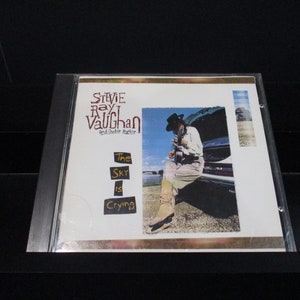 STEVIE
Ray
VaUGHan
and Double Trouble
The
SKY
is
Crying